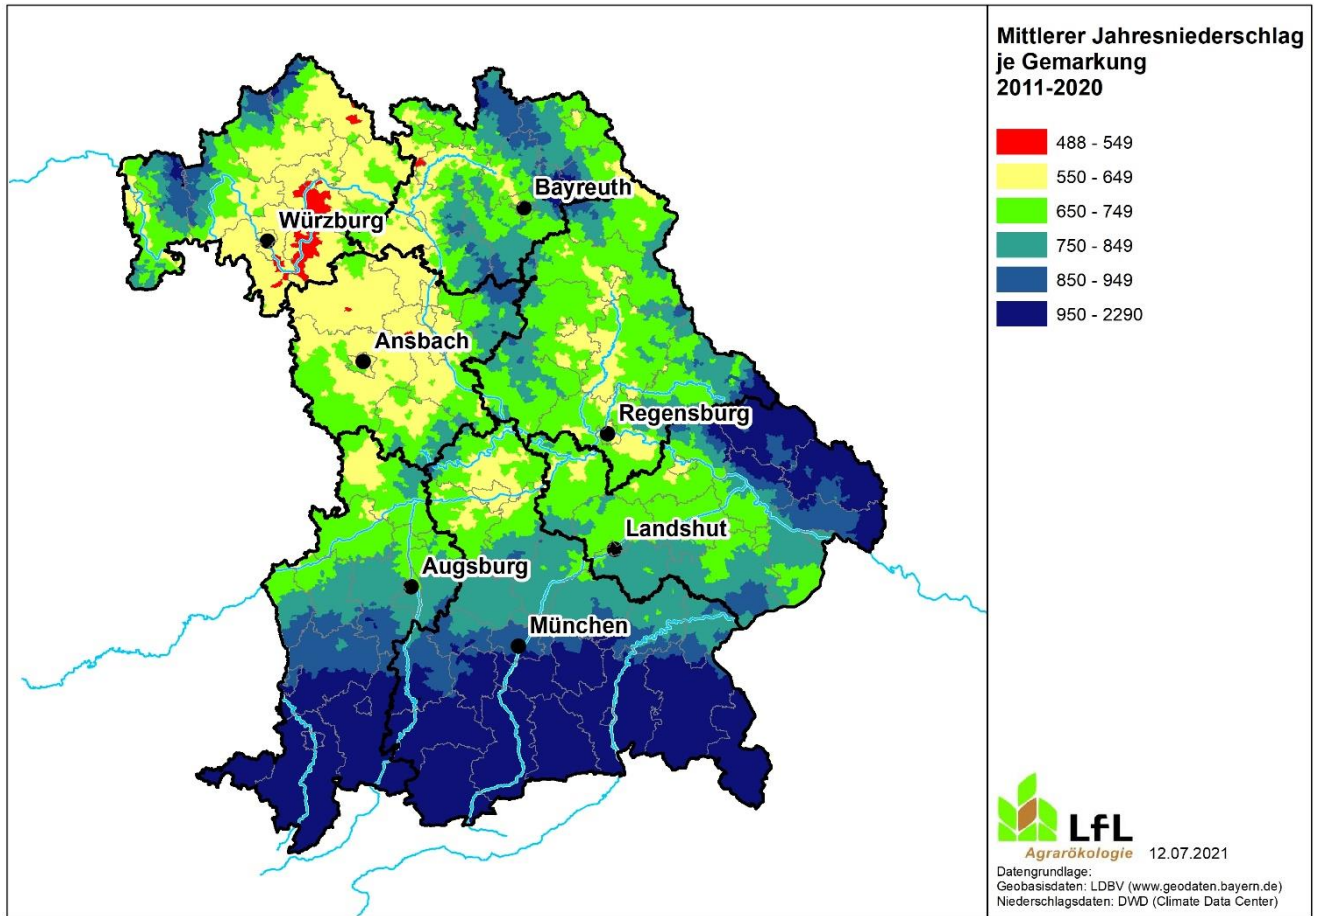 Mittlerer Jahresniederschlag
je Gemarkung
2011-2020
488 - 549
550 - 649
650 - 749
750 - 849
850 - 949
950 - 2290
Bayreuth
Würzburg
Ansbach
Regensburg
Landshut
Augsburg
München
LfL
Agrarökologie 12.07.2021
Datengrundlage:
Geobasisdaten: LDBV (www.geodaten.bayern.de)
Niederschlagsdaten: DWD (Climate Data Center)